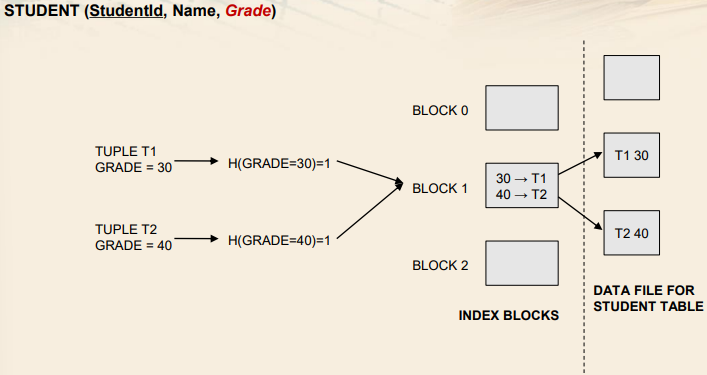 STUDENT (StudentId, Name, Grade)
BLOCK 0
TUPLE T1
GRADE = 30
H(GRADE=30)=1
T1 30
BLOCK 1
30 → T1
40 → T2
TUPLE T2
GRADE = 40
H(GRADE=40)=1
T2 40
BLOCK 2
INDEX BLOCKS
DATA FILE FOR
STUDENT TABLE